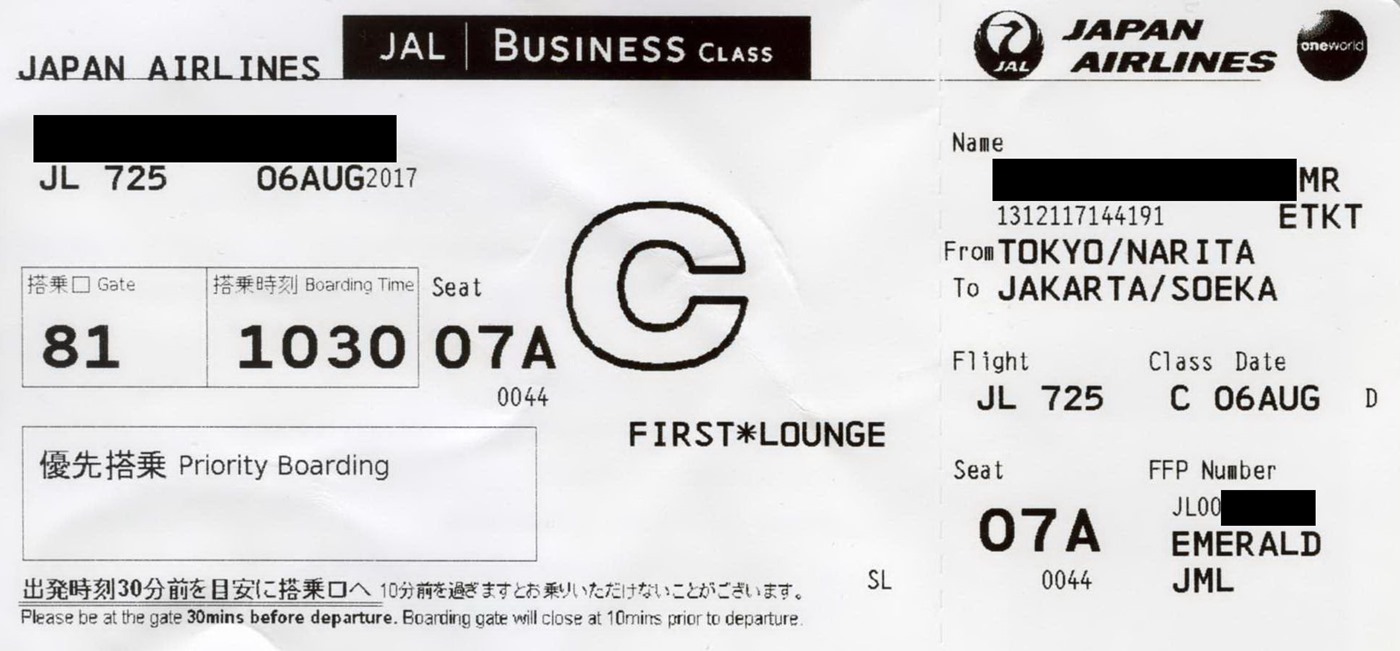 JAPAN AIRLINES
JAL | BUSINESS CLASS
JL 725 06AUG2017
搭乗口 Gate 搭乗時刻 Boarding Time Seat
81 1030 07A
0044
C
FIRST*LOUNGE
優先搭乗 Priority Boarding
出発時刻30分前を目安に搭乗口へ 10分前を過ぎますとお乗りいただけないことがございます。
SL
Please be at the gate 30mins before departure. Boarding gate will close at 10mins prior to departure.
JAL
JAPAN
AIRLINES
oneworld
Name
MR
1312117144191 ETKT
From TOKYO/NARITA
To JAKARTA/SOEKA
Flight Class Date
JL 725 C 06AUG D
Seat FFP Number
JL00
07A EMERALD
0044 JML